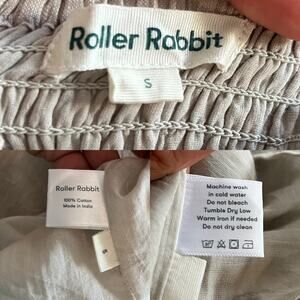 Roller Rabbit
S
Roller Rabbit
100% Cotton
Made in India
Machine wash
in cold water
Do not bleach
Tumble Dry Low
Warm iron if needed
Do not dry clean